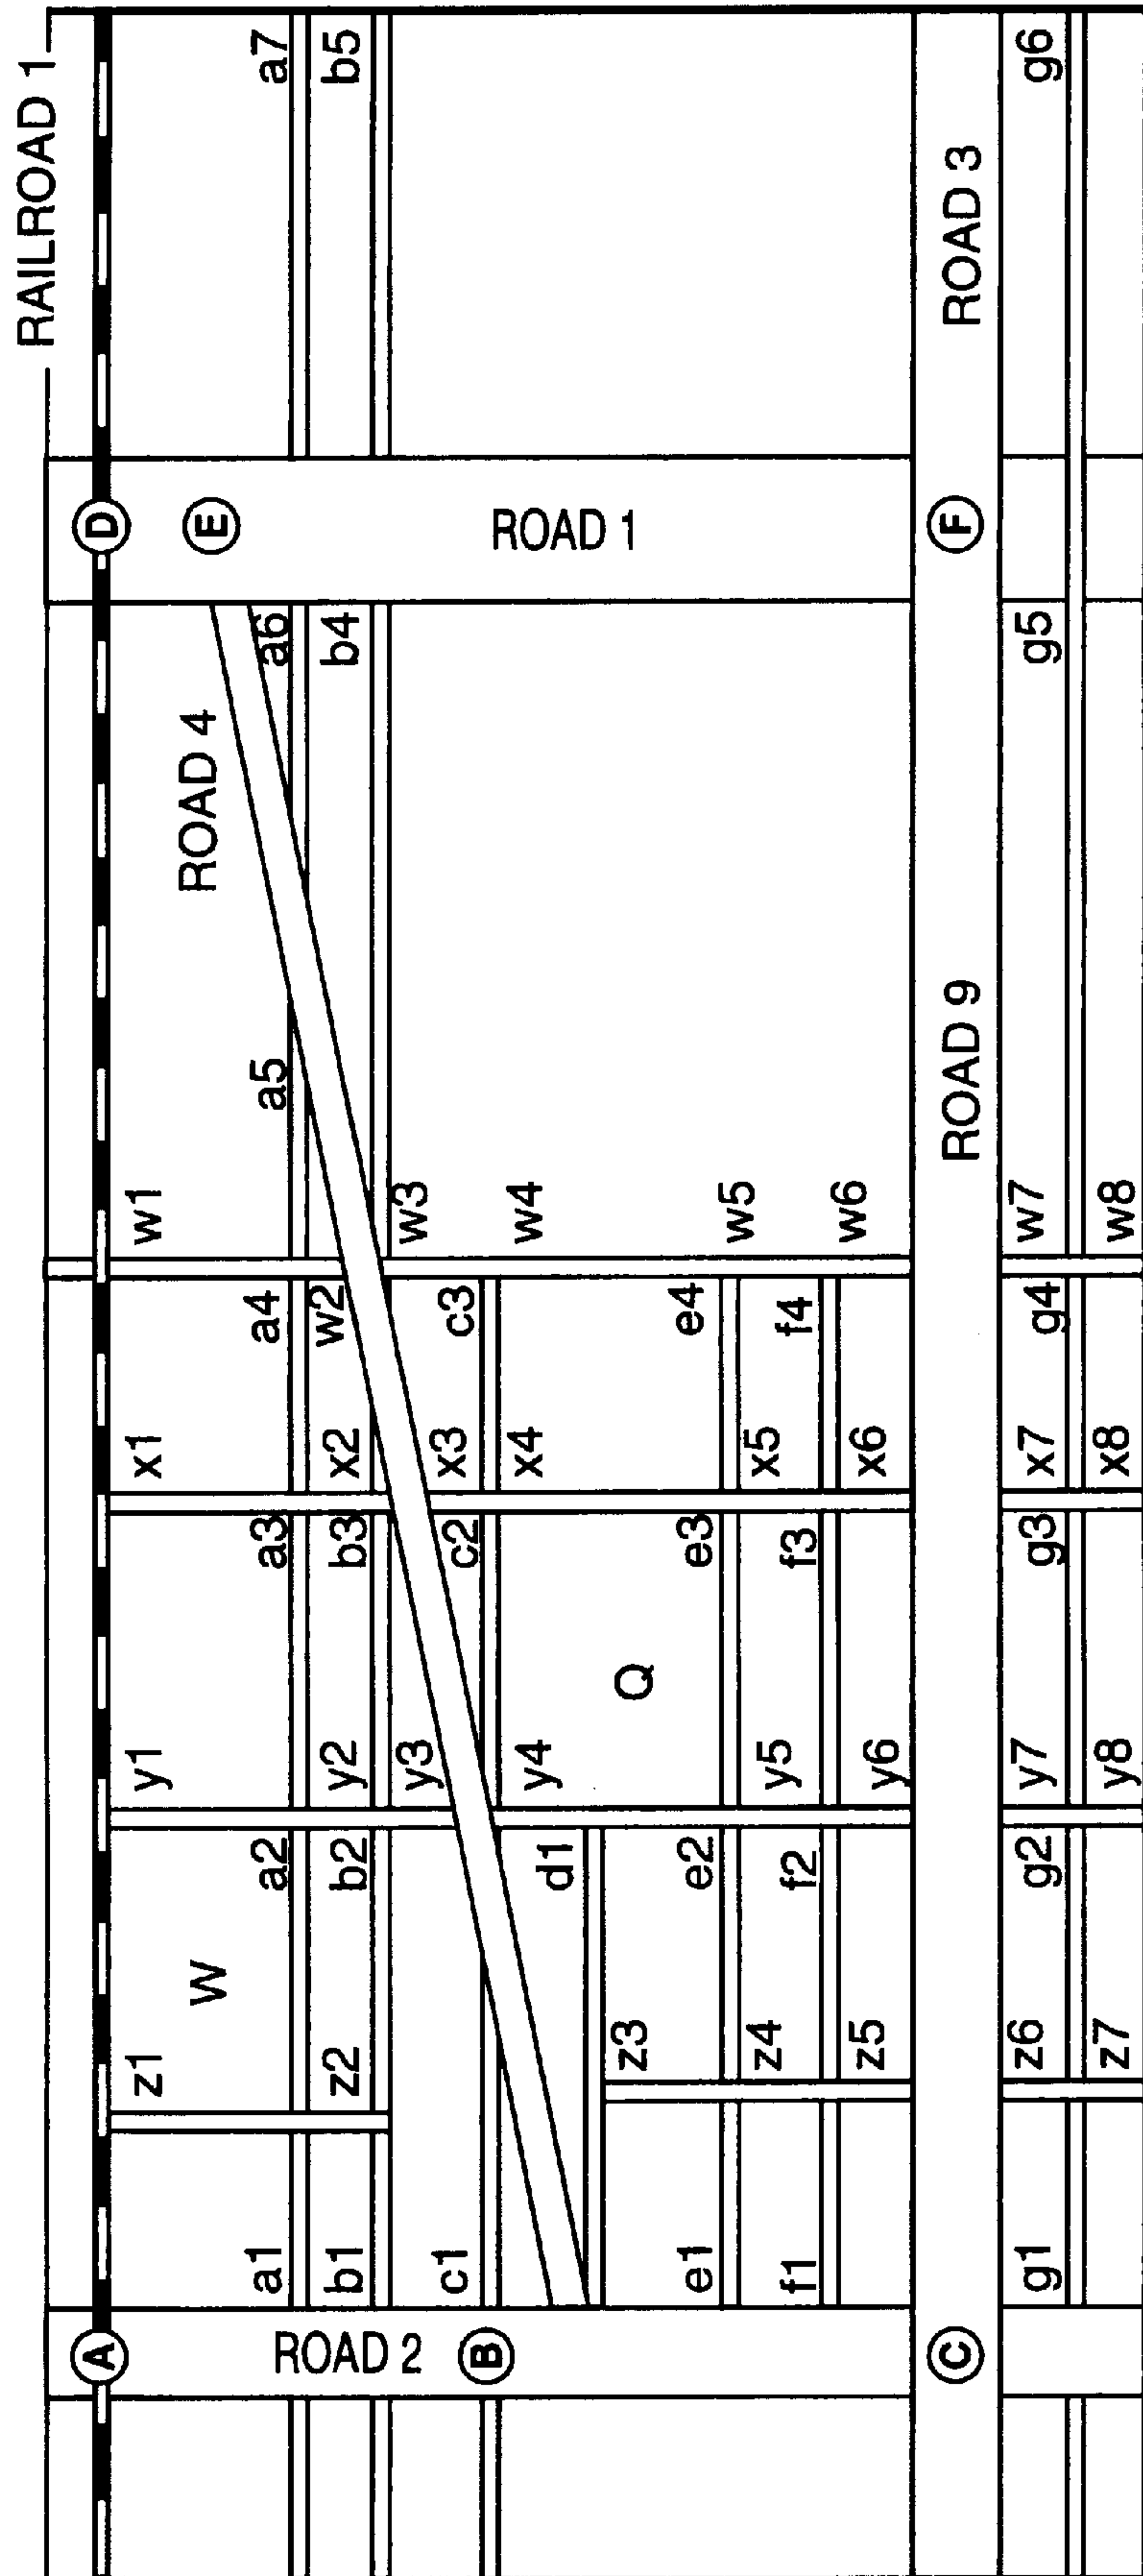 RAILROAD 1
A
D
z1
W
y1
x1
w1
ROAD 4
E
a1
a2
a3
a4
a5
a6
a7
ROAD 2
b1
z2
b2
y2
b3
x2
w2
b4
b5
c1
y3
c2
x3
c3
w3
B
d1
y4
x4
w4
ROAD 1
z3
Q
e1
e2
e3
e4
w5
z4
y5
x5
f1
f2
f3
f4
z5
y6
x6
w6
C
ROAD 9
F
ROAD 3
g1
z6
g2
y7
g3
x7
g4
w7
g5
g6
z7
y8
x8
w8